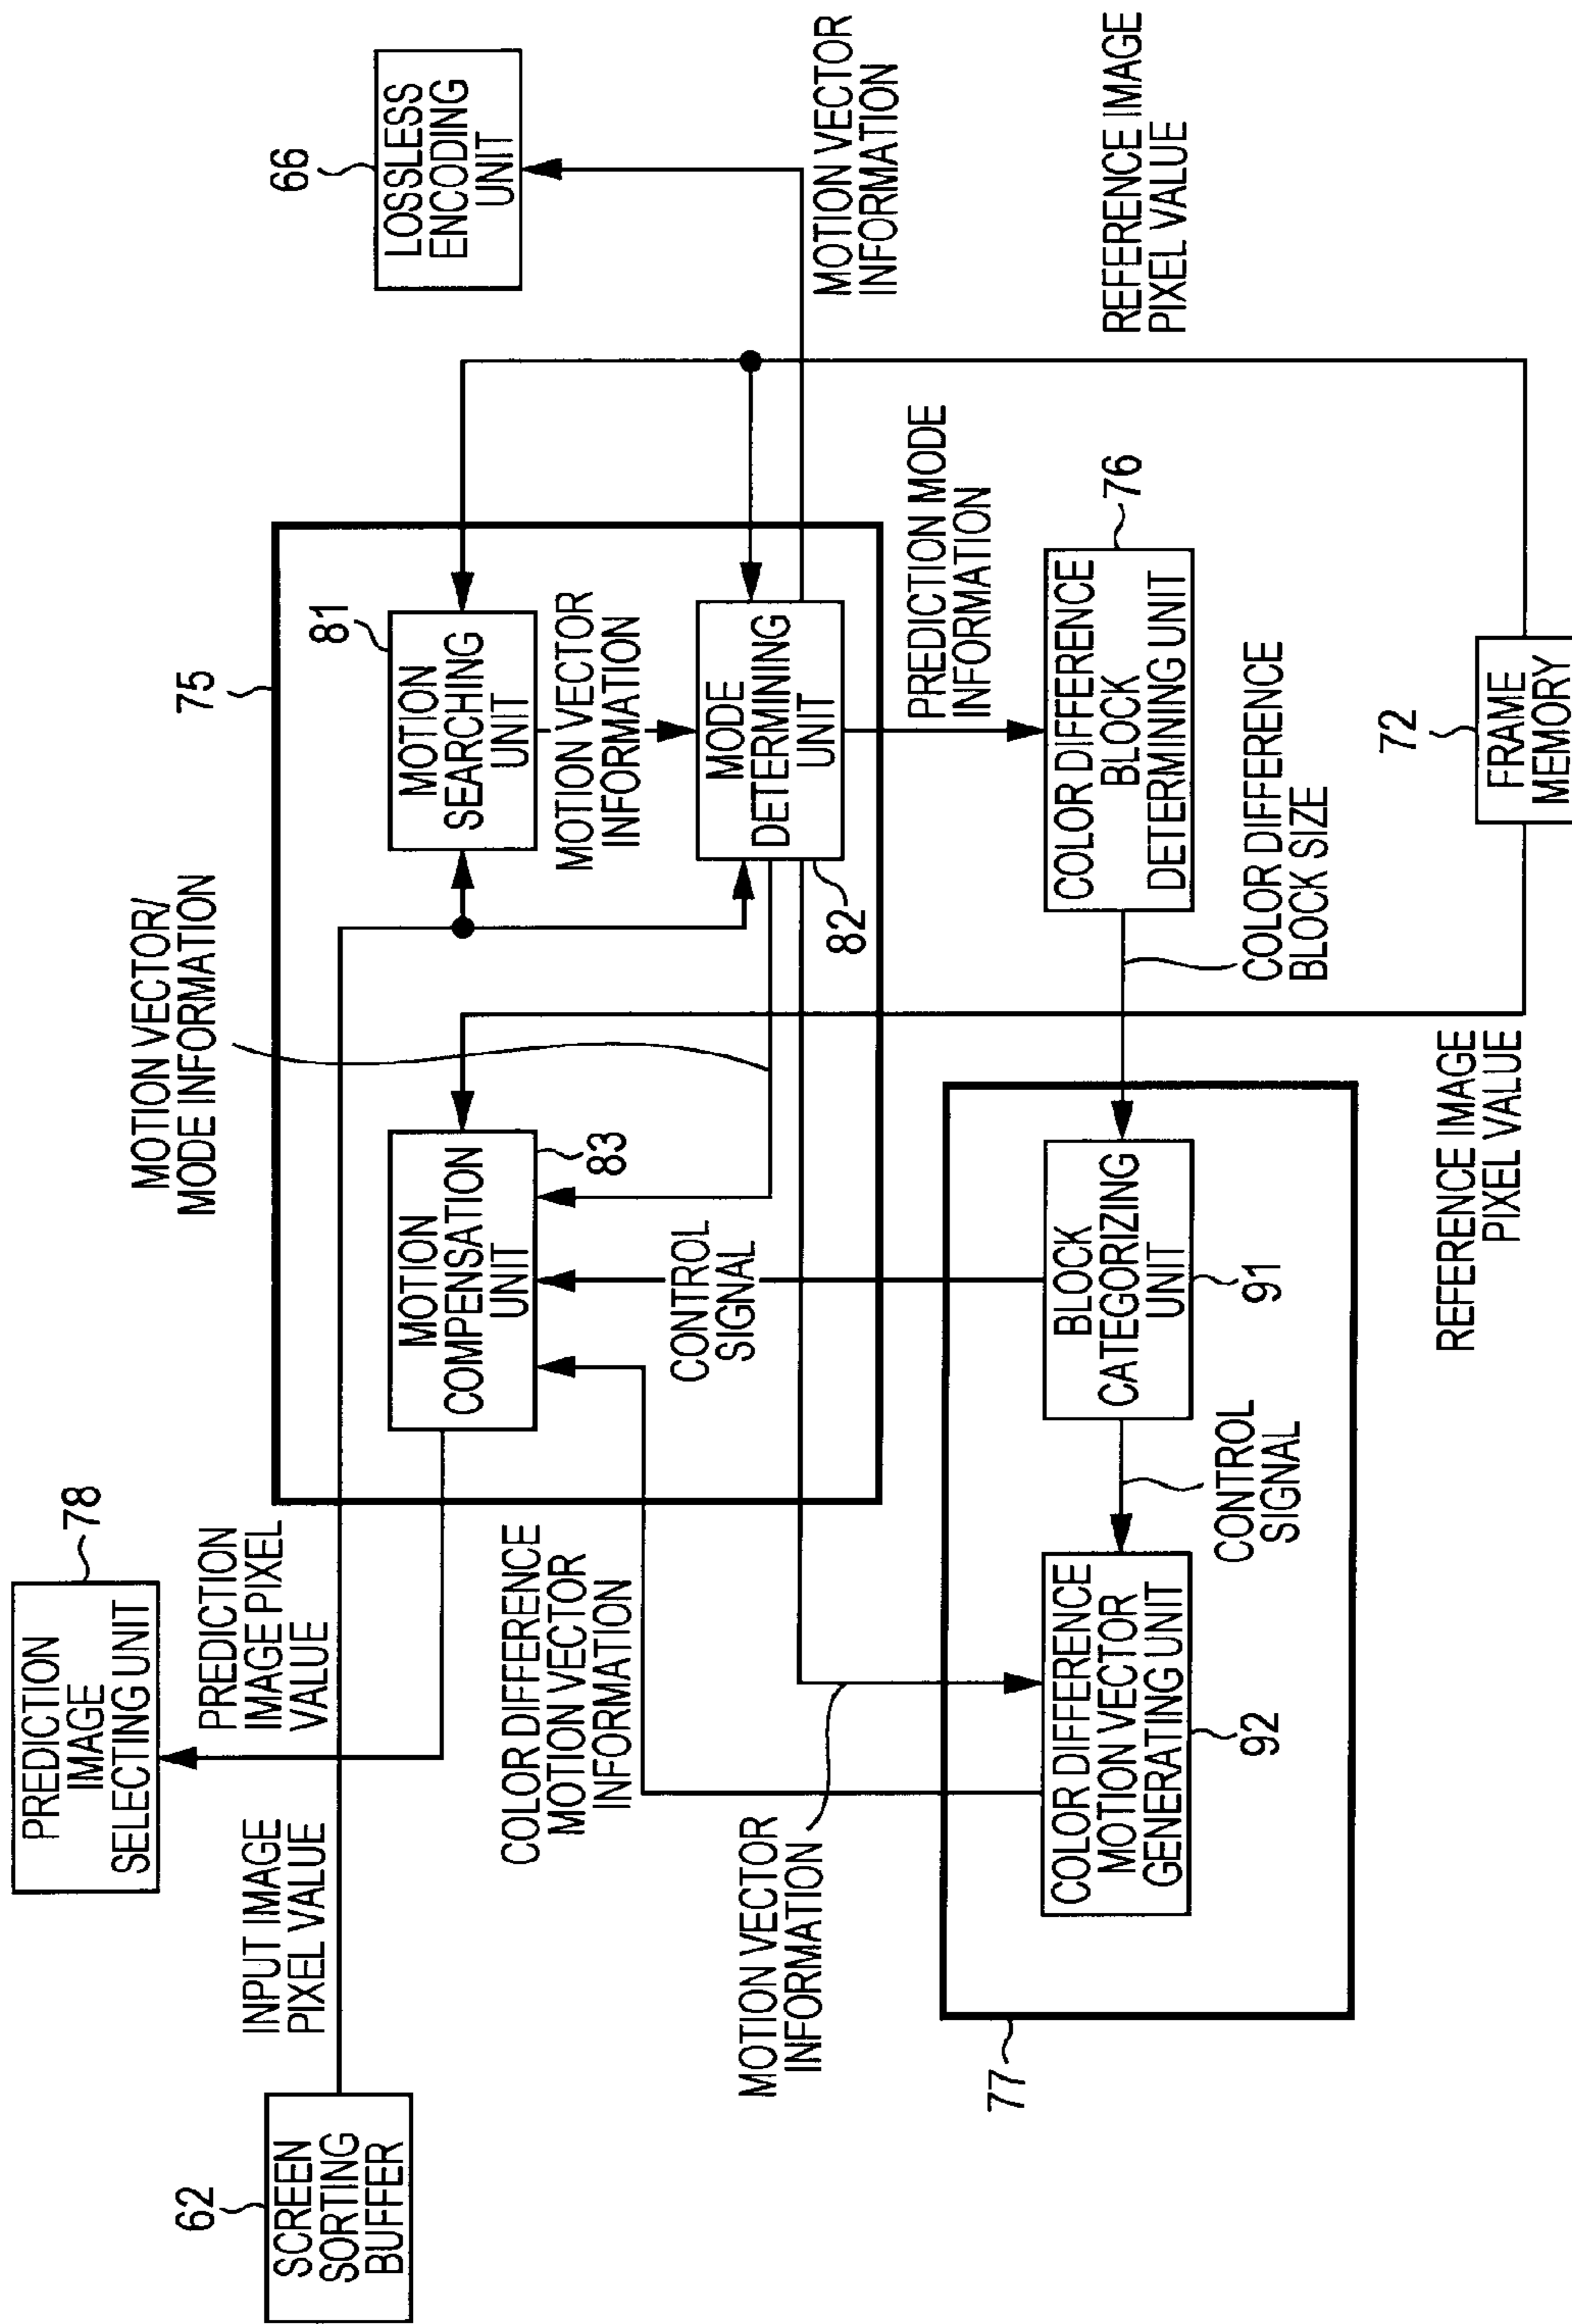 62
SCREEN
SORTING
BUFFER
INPUT IMAGE
PIXEL VALUE
PREDICTION
IMAGE
SELECTING UNIT
78
PREDICTION
IMAGE PIXEL
VALUE
MOTION VECTOR/
MODE INFORMATION
75
66
LOSSLESS
ENCODING
UNIT
MOTION
COMPENSATION
UNIT
83
MOTION
SEARCHING
UNIT
81
MOTION VECTOR
INFORMATION
MODE
DETERMINING
UNIT
82
COLOR DIFFERENCE
MOTION VECTOR
INFORMATION
CONTROL
SIGNAL
MOTION VECTOR
INFORMATION
MOTION VECTOR
INFORMATION
PREDICTION MODE
INFORMATION
77
COLOR DIFFERENCE
MOTION VECTOR
GENERATING UNIT
92
CONTROL
SIGNAL
BLOCK
CATEGORIZING
UNIT
91
COLOR DIFFERENCE
BLOCK
DETERMINING UNIT
76
COLOR DIFFERENCE
BLOCK SIZE
REFERENCE IMAGE
PIXEL VALUE
REFERENCE IMAGE
PIXEL VALUE
72
FRAME
MEMORY